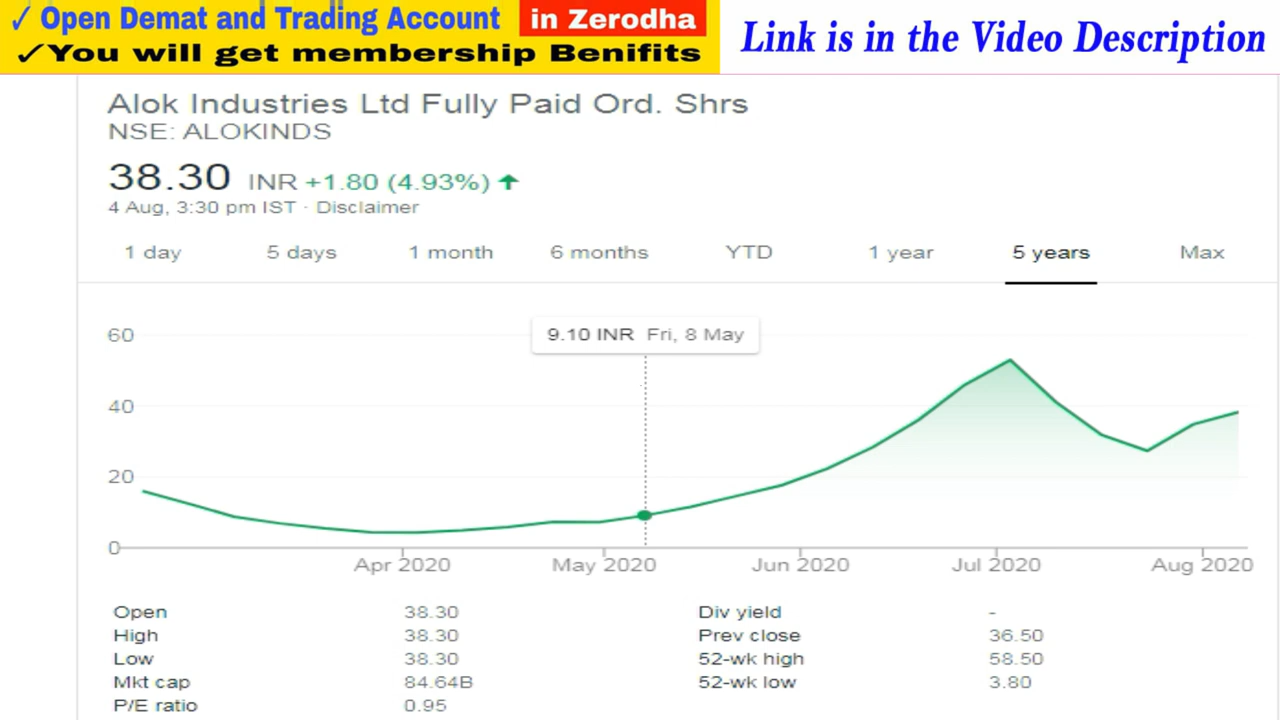 ✓ Open Demat and Trading Account in Zerodha
✓You will get membership Benifits
Link is in the Video Description
Alok Industries Ltd Fully Paid Ord. Shrs
NSE: ALOKINDS
38.30 INR +1.80 (4.93%) ↑
4 Aug, 3:30 pm IST · Disclaimer
1 day 5 days 1 month 6 months YTD 1 year 5 years Max
9.10 INR Fri, 8 May
60
40
20
0
Apr 2020 May 2020 Jun 2020 Jul 2020 Aug 2020
Open 38.30 Div yield -
High 38.30 Prev close 36.50
Low 38.30 52-wk high 58.50
Mkt cap 84.64B 52-wk low 3.80
P/E ratio 0.95